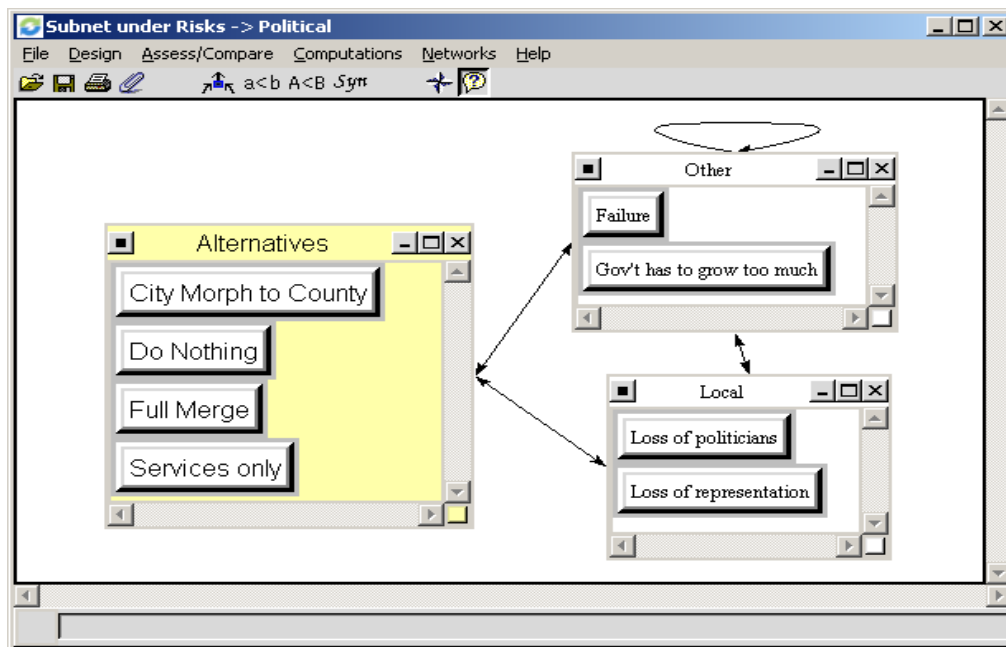 Subnet under Risks -> Political
File Design Assess/Compare Computations Networks Help
a<b A<B Syn
Other
Failure
Gov't has to grow too much
Alternatives
City Morph to County
Do Nothing
Full Merge
Services only
Local
Loss of politicians
Loss of representation